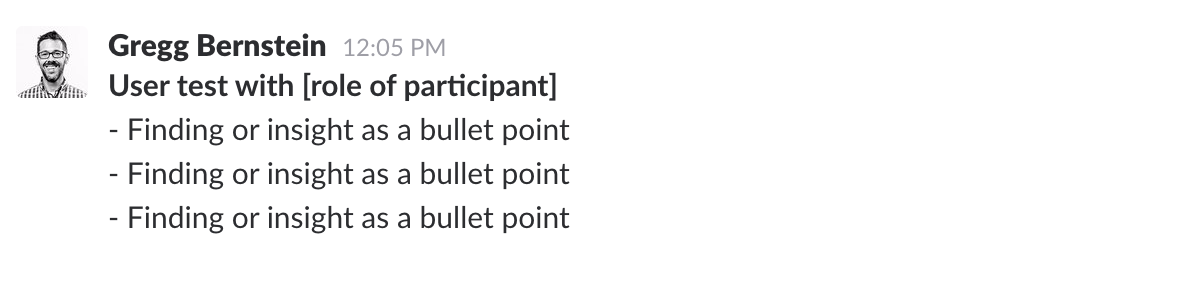 Gregg Bernstein 12:05 PM
User test with [role of participant]
- Finding or insight as a bullet point
- Finding or insight as a bullet point
- Finding or insight as a bullet point